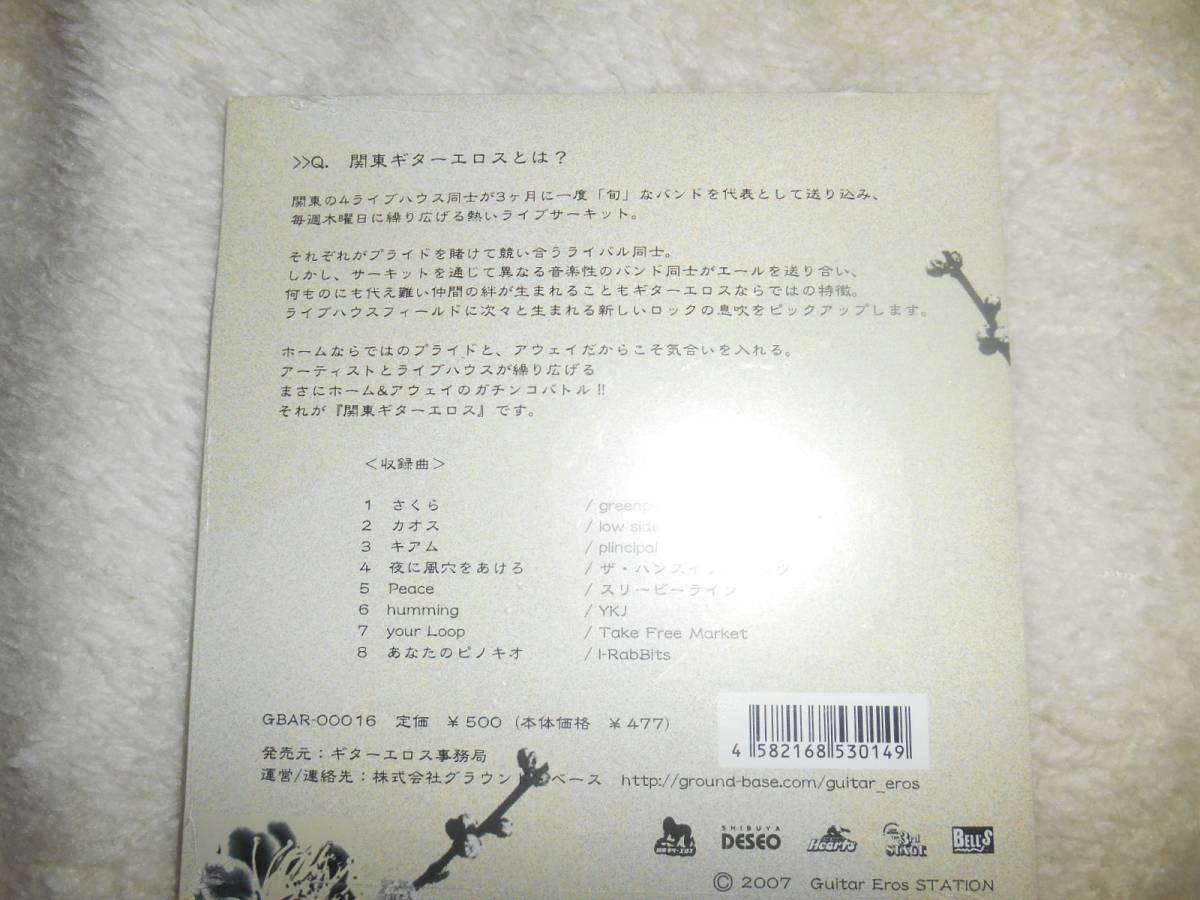 >>Q. 関東ギターエロスとは？
関東の4ライブハウス同士が3ヶ月に一度「旬」なバンドを代表として送り込み、
毎週木曜日に繰り広げる熱いライブサーキット。
それぞれがプライドを賭けて競い合うライバル同士。
しかし、サーキットを通じて異なる音楽性のバンド同士がエールを送り合い、
何ものにも代え難い仲間の絆が生まれることもギターエロスならではの特徴。
ライブハウスフィールドに次々と生まれる新しいロックの息吹をピックアップします。
ホームならではのプライドと、アウェイだからこそ気合いを入れる。
アーティストとライブハウスが繰り広げる
まさにホーム&アウェイのガチンコバトル!!
それが『関東ギターエロス』です。
＜収録曲＞
1 さくら /
2 カオス / low side
3 キアム / plincipal
4 夜に風穴をあける / ザ・
5 Peace / スリーピーライン
6 humming / YKJ
7 your Loop / Take Free Market
8 あなたのピノキオ / I-RabBits
GBAR-00016 定価 ￥500 (本体価格 ￥477)
発売元：ギターエロス事務局
運営/連絡先：株式会社グラウンド・ベース http://ground-base.com/guitar_eros
4 582168 530149
SHIBUYA
DESEO
Hearts
3rd
STAGE
BELL'S
© 2007 Guitar Eros STATION